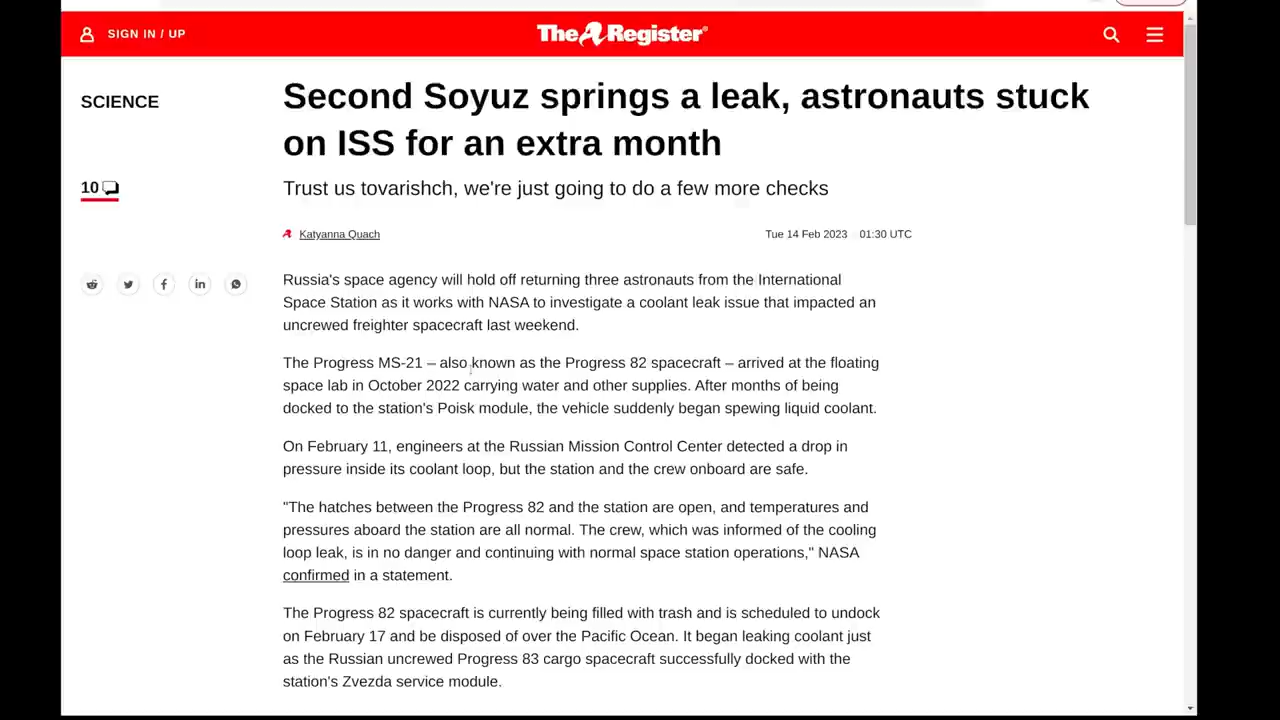 SIGN IN / UP
The Register®
SCIENCE
Second Soyuz springs a leak, astronauts stuck
on ISS for an extra month
10
Trust us tovarishch, we're just going to do a few more checks
Katyanna Quach
Tue 14 Feb 2023 01:30 UTC
Russia's space agency will hold off returning three astronauts from the International
Space Station as it works with NASA to investigate a coolant leak issue that impacted an
uncrewed freighter spacecraft last weekend.
The Progress MS-21 – also known as the Progress 82 spacecraft – arrived at the floating
space lab in October 2022 carrying water and other supplies. After months of being
docked to the station's Poisk module, the vehicle suddenly began spewing liquid coolant.
On February 11, engineers at the Russian Mission Control Center detected a drop in
pressure inside its coolant loop, but the station and the crew onboard are safe.
"The hatches between the Progress 82 and the station are open, and temperatures and
pressures aboard the station are all normal. The crew, which was informed of the cooling
loop leak, is in no danger and continuing with normal space station operations," NASA
confirmed in a statement.
The Progress 82 spacecraft is currently being filled with trash and is scheduled to undock
on February 17 and be disposed of over the Pacific Ocean. It began leaking coolant just
as the Russian uncrewed Progress 83 cargo spacecraft successfully docked with the
station's Zvezda service module.